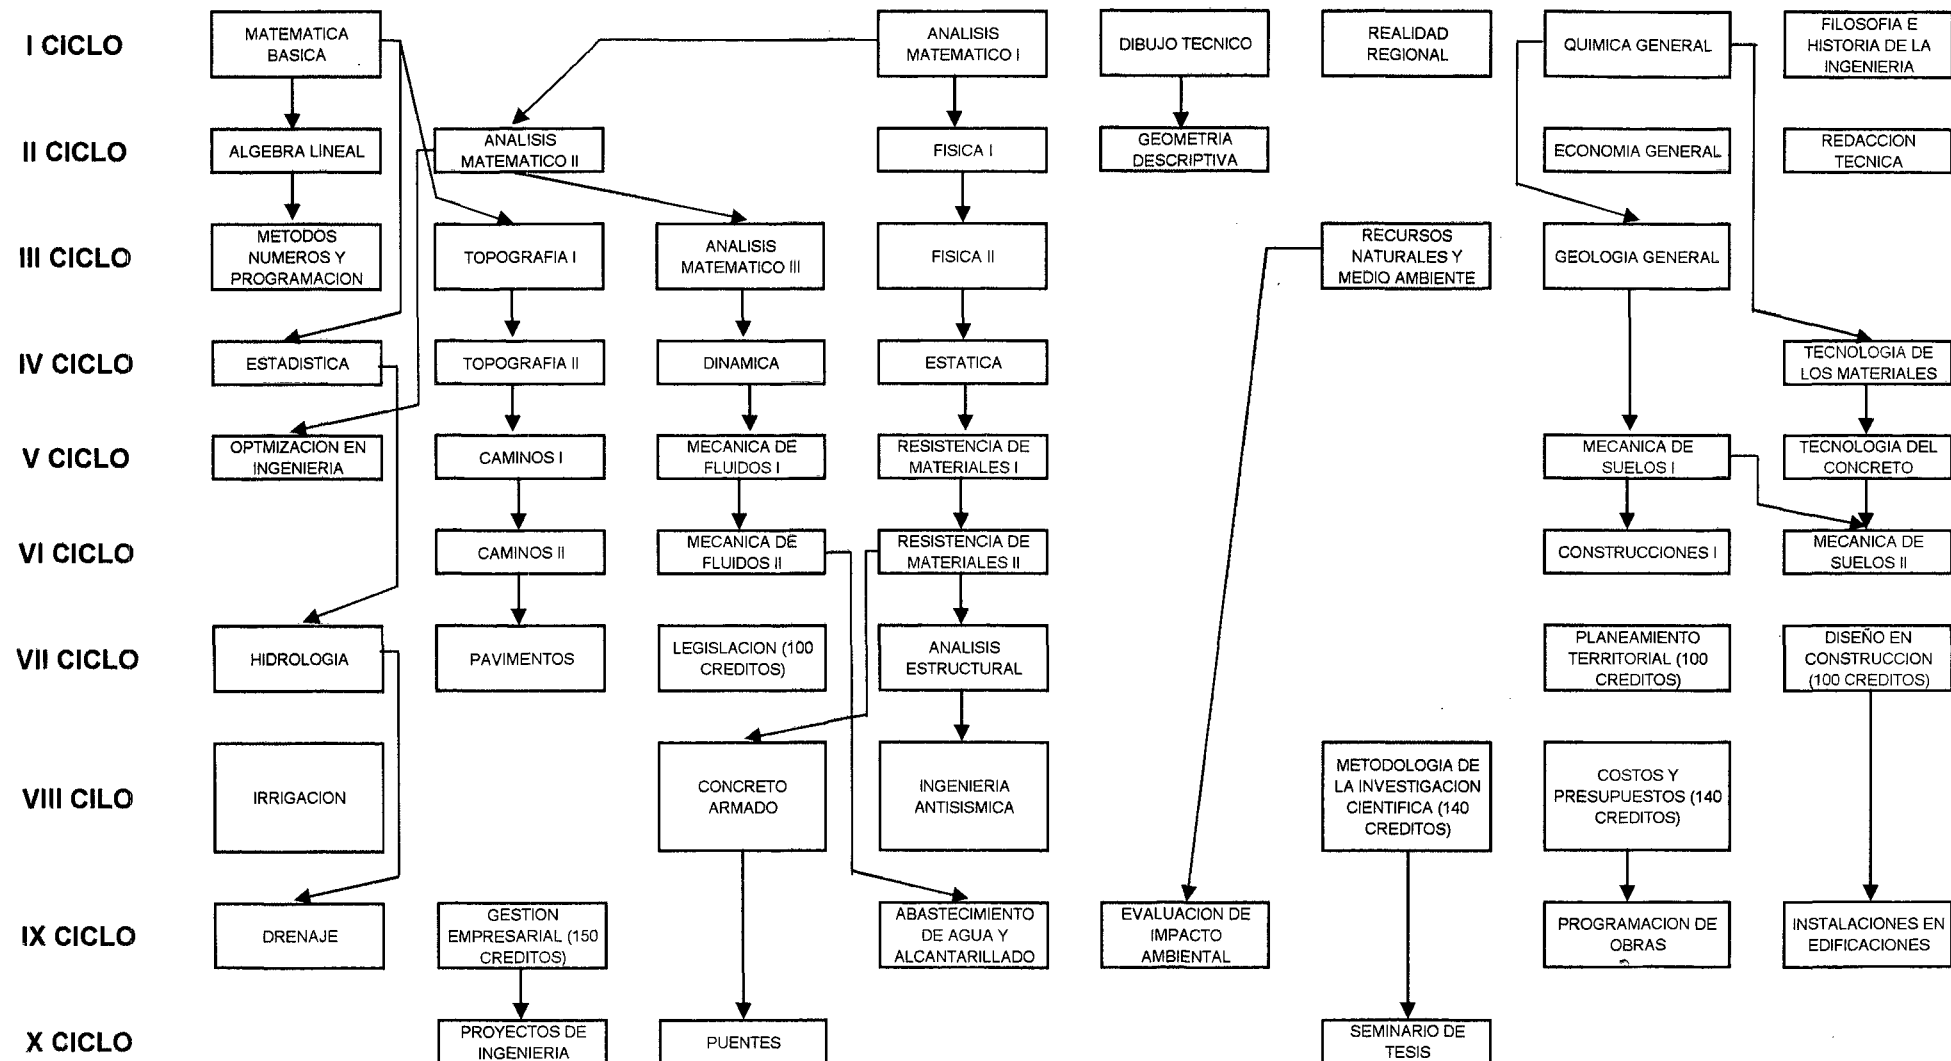 I CICLO
MATEMATICA
BASICA
ANALISIS
MATEMATICO I
DIBUJO TECNICO
REALIDAD
REGIONAL
QUIMICA GENERAL
FILOSOFIA E
HISTORIA DE LA
INGENIERIA
II CICLO
ALGEBRA LINEAL
ANALISIS
MATEMATICO II
FISICA I
GEOMETRIA
DESCRIPTIVA
ECONOMIA GENERAL
REDACCION
TECNICA
III CICLO
METODOS
NUMEROS Y
PROGRAMACION
TOPOGRAFIA I
ANALISIS
MATEMATICO III
FISICA II
RECURSOS
NATURALES Y
MEDIO AMBIENTE
GEOLOGIA GENERAL
IV CICLO
ESTADISTICA
TOPOGRAFIA II
DINAMICA
ESTATICA
TECNOLOGIA DE
LOS MATERIALES
V CICLO
OPTMIZACION EN
INGENIERIA
CAMINOS I
MECANICA DE
FLUIDOS I
RESISTENCIA DE
MATERIALES I
MECANICA DE
SUELOS I
TECNOLOGIA DEL
CONCRETO
VI CICLO
CAMINOS II
MECANICA DE
FLUIDOS II
RESISTENCIA DE
MATERIALES II
CONSTRUCCIONES I
MECANICA DE
SUELOS II
VII CICLO
HIDROLOGIA
PAVIMENTOS
LEGISLACION (100
CREDITOS)
ANALISIS
ESTRUCTURAL
PLANEAMIENTO
TERRITORIAL (100
CREDITOS)
DISEÑO EN
CONSTRUCCION
(100 CREDITOS)
VIII CILO
IRRIGACION
CONCRETO
ARMADO
INGENIERIA
ANTISISMICA
METODOLOGIA DE
LA INVESTIGACION
CIENTIFICA (140
CREDITOS)
COSTOS Y
PRESUPUESTOS (140
CREDITOS)
IX CICLO
DRENAJE
GESTION
EMPRESARIAL (150
CREDITOS)
ABASTECIMIENTO
DE AGUA Y
ALCANTARILLADO
EVALUACION DE
IMPACTO
AMBIENTAL
PROGRAMACION DE
OBRAS
INSTALACIONES EN
EDIFICACIONES
X CICLO
PROYECTOS DE
INGENIERIA
PUENTES
SEMINARIO DE
TESIS